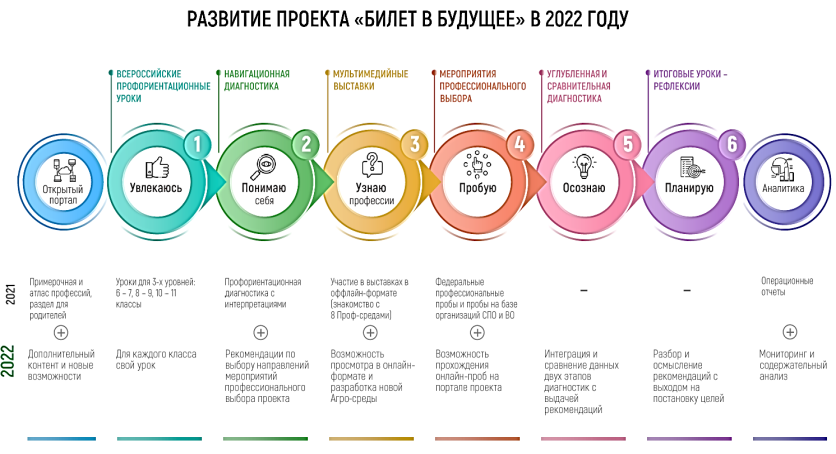 РАЗВИТИЕ ПРОЕКТА «БИЛЕТ В БУДУЩЕЕ» В 2022 ГОДУ
ВСЕРОССИЙСКИЕ
ПРОФОРИЕНТАЦИОННЫЕ
УРОКИ
НАВИГАЦИОННАЯ
ДИАГНОСТИКА
МУЛЬТИМЕДИЙНЫЕ
ВЫСТАВКИ
МЕРОПРИЯТИЯ
ПРОФЕССИОНАЛЬНОГО
ВЫБОРА
УГЛУБЛЕННАЯ И
СРАВНИТЕЛЬНАЯ
ДИАГНОСТИКА
ИТОГОВЫЕ УРОКИ –
РЕФЛЕКСИИ
Открытый
портал
1
Увлекаюсь
2
Понимаю
себя
3
Узнаю
профессии
4
Пробую
5
Осознаю
6
Планирую
Аналитика
2021
Примерочная и
атлас профессий,
раздел для
родителей
Уроки для 3-х уровней:
6 – 7, 8 – 9, 10 – 11
классы
Профориентационная
диагностика с
интерпретациями
Участие в выставках в
оффлайн-формате
(знакомство с
8 Проф-средами)
Федеральные
профессиональные
пробы и пробы на базе
организаций СПО и ВО
–
–
Операционные
отчеты
2022
Дополнительный
контент и новые
возможности
Для каждого класса
свой урок
Рекомендации по
выбору направлений
мероприятий
профессионального
выбора проекта
Возможность
просмотра в онлайн-
формате и
разработка новой
Агро-среды
Возможность
прохождения
онлайн-проб на
портале проекта
Интеграция и
сравнение данных
двух этапов
диагностик с
выдачей
рекомендаций
Разбор и
осмысление
рекомендаций с
выходом на
постановку целей
Мониторинг и
содержательный
анализ